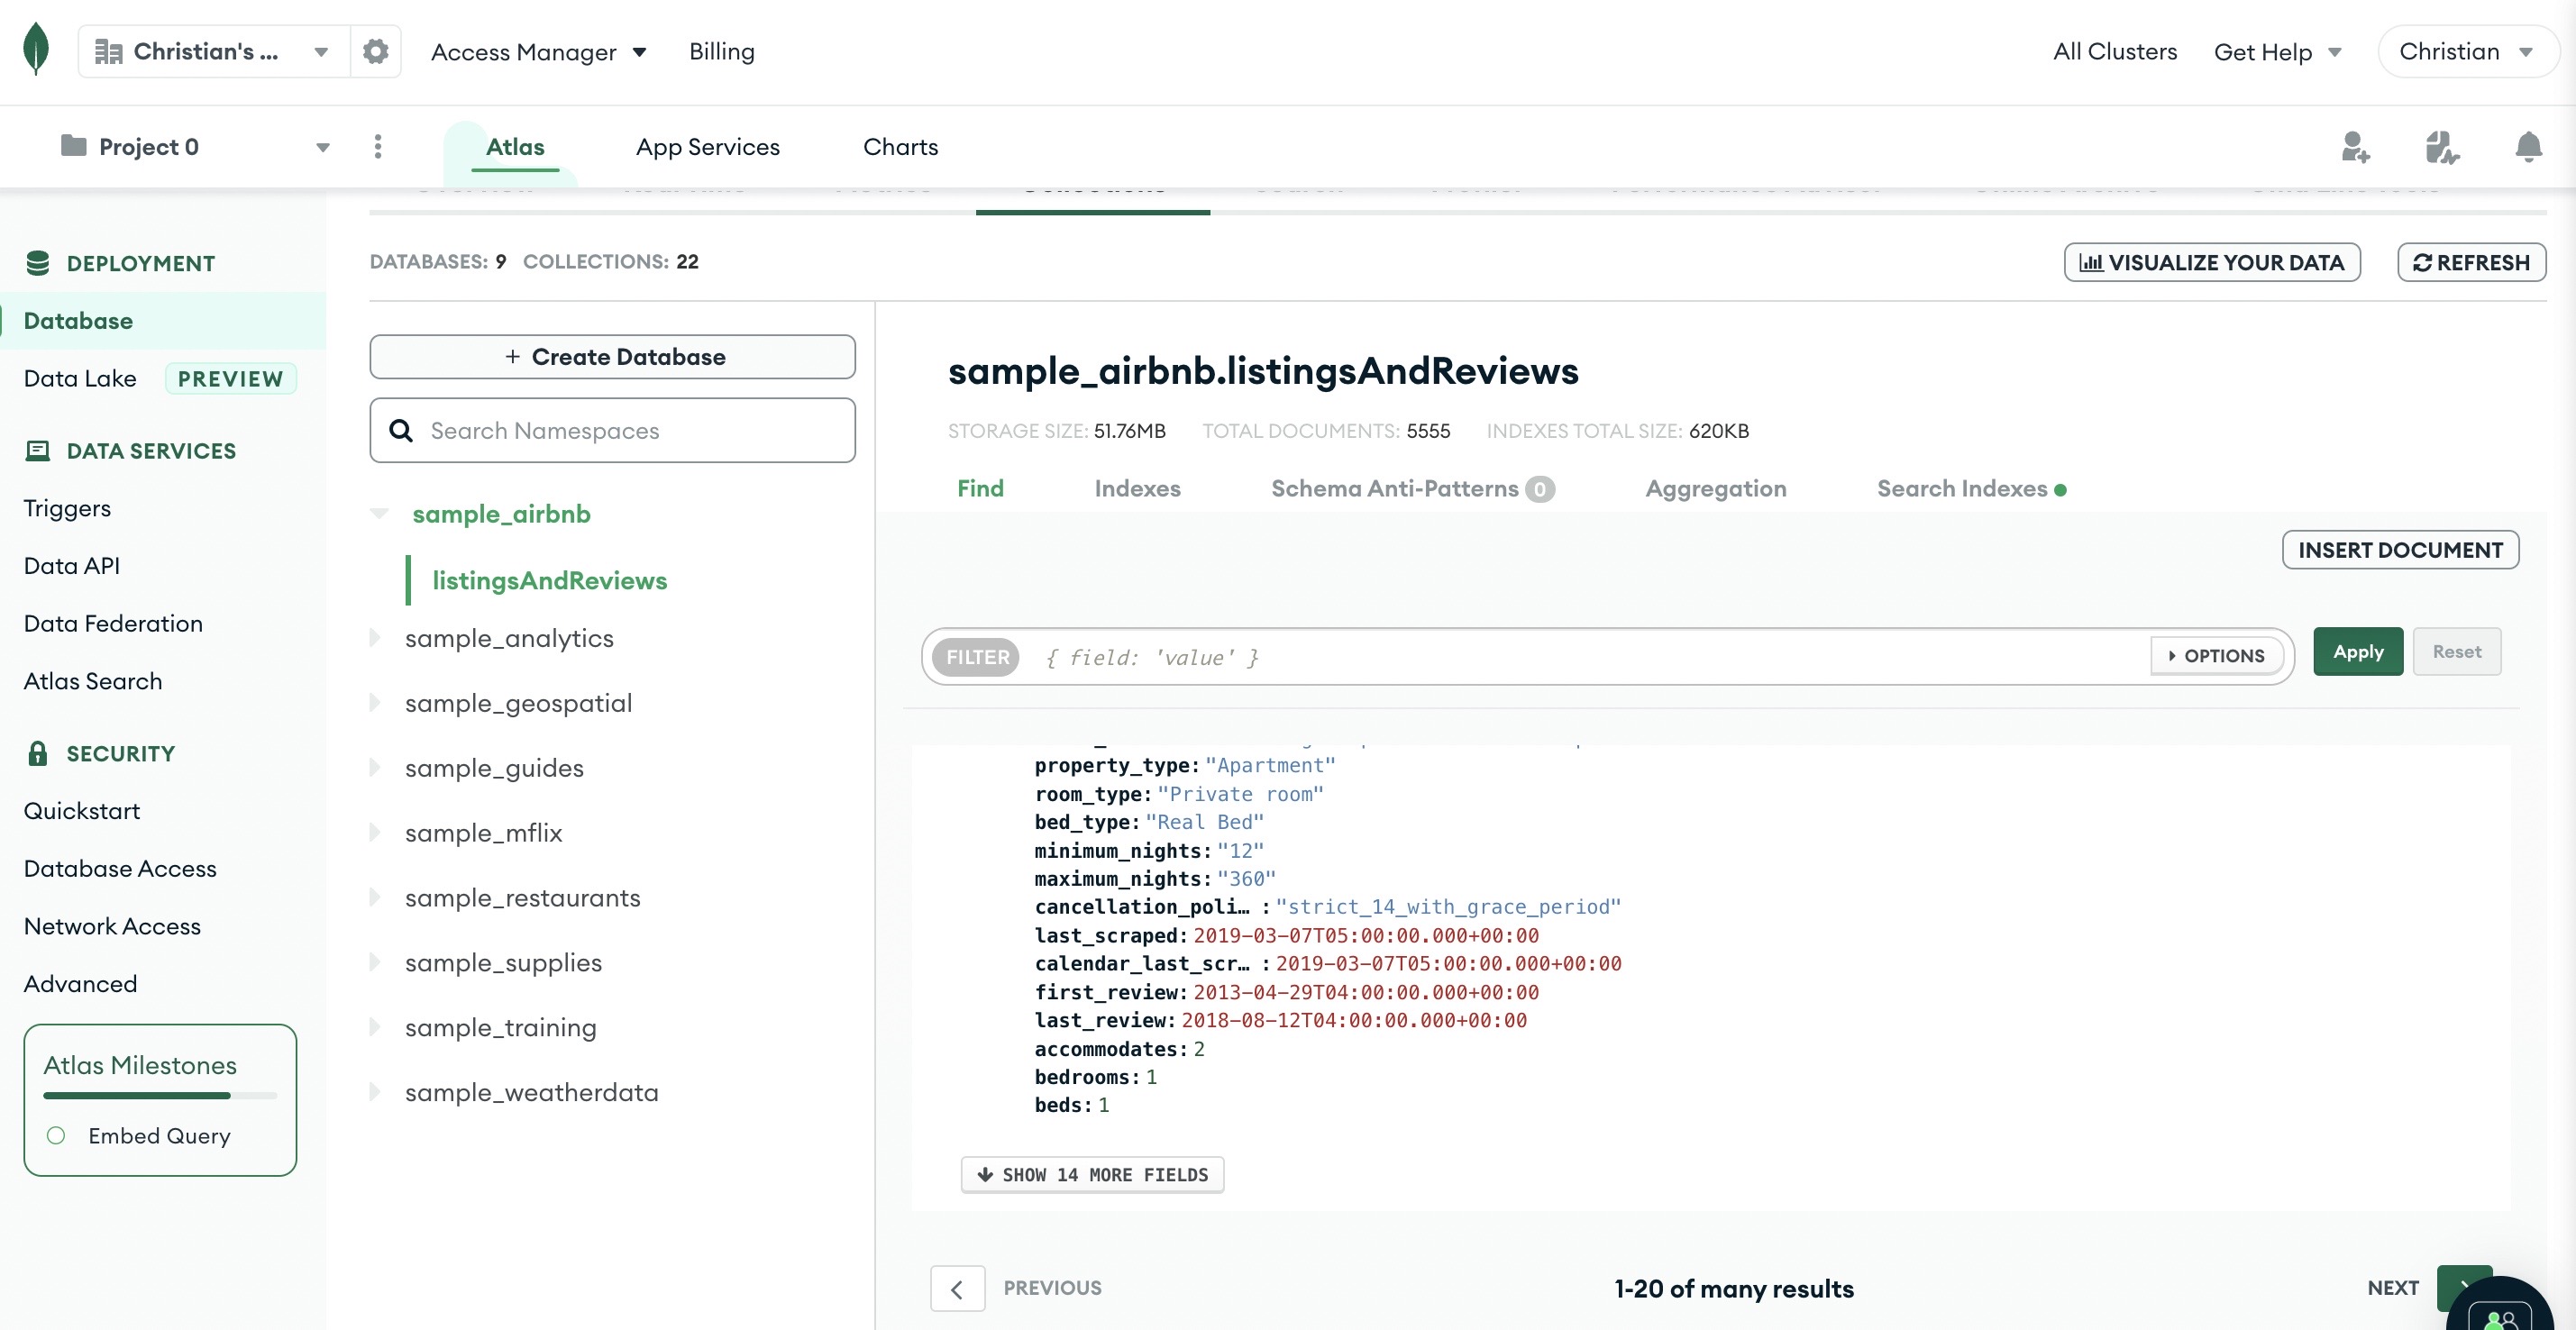 Christian's ...
Access Manager
Billing
All Clusters
Get Help
Christian
Project 0
Atlas
App Services
Charts
Collections
DEPLOYMENT
Database
Data Lake PREVIEW
DATA SERVICES
Triggers
Data API
Data Federation
Atlas Search
SECURITY
Quickstart
Database Access
Network Access
Advanced
Atlas Milestones
Embed Query
DATABASES: 9 COLLECTIONS: 22
VISUALIZE YOUR DATA
REFRESH
+ Create Database
Search Namespaces
sample_airbnb
listingsAndReviews
sample_analytics
sample_geospatial
sample_guides
sample_mflix
sample_restaurants
sample_supplies
sample_training
sample_weatherdata
sample_airbnb.listingsAndReviews
STORAGE SIZE: 51.76MB TOTAL DOCUMENTS: 5555 INDEXES TOTAL SIZE: 620KB
Find
Indexes
Schema Anti-Patterns 0
Aggregation
Search Indexes
INSERT DOCUMENT
FILTER { field: 'value' }
OPTIONS
Apply
Reset
property_type: "Apartment"
room_type: "Private room"
bed_type: "Real Bed"
minimum_nights: "12"
maximum_nights: "360"
cancellation_poli… : "strict_14_with_grace_period"
last_scraped: 2019-03-07T05:00:00.000+00:00
calendar_last_scr… : 2019-03-07T05:00:00.000+00:00
first_review: 2013-04-29T04:00:00.000+00:00
last_review: 2018-08-12T04:00:00.000+00:00
accommodates: 2
bedrooms: 1
beds: 1
SHOW 14 MORE FIELDS
PREVIOUS
1-20 of many results
NEXT